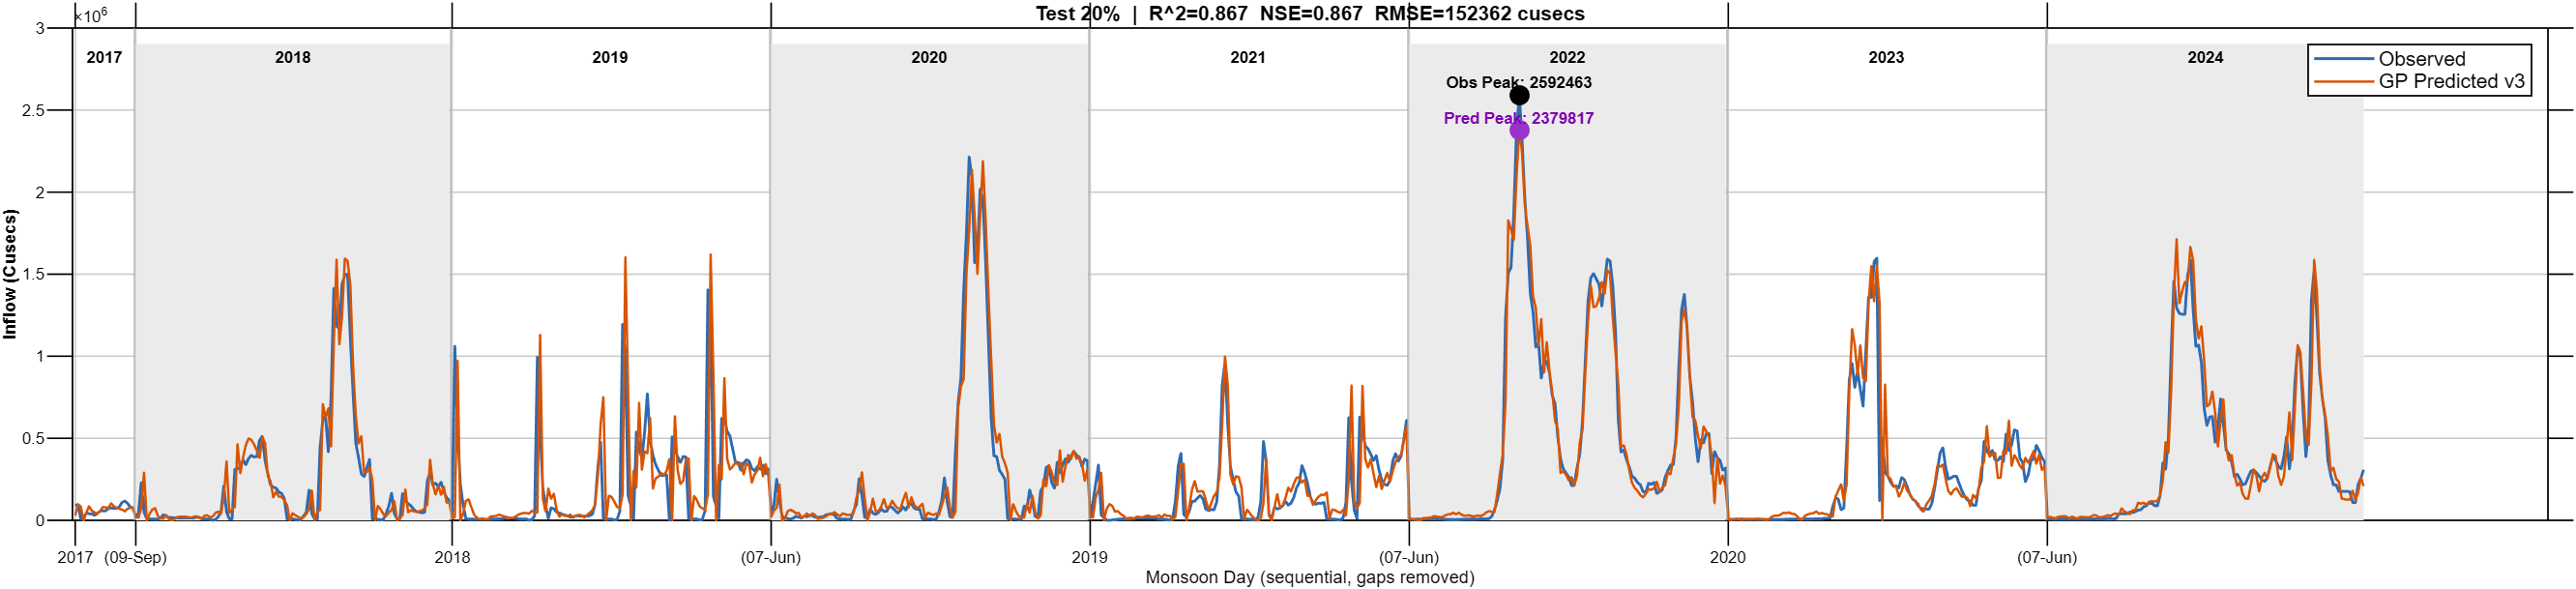 Test 20% | R^2=0.867 NSE=0.867 RMSE=152362 cusecs
×10⁶
3
2.5
2
1.5
1
0.5
0
Inflow (Cusecs)
2017
2018
2019
2020
2021
2022
2023
2024
Obs Peak: 2592463
Pred Peak: 2379817
Observed
GP Predicted v3
2017 (09-Sep) 2018 (07-Jun) 2019 (07-Jun) 2020 (07-Jun)
Monsoon Day (sequential, gaps removed)